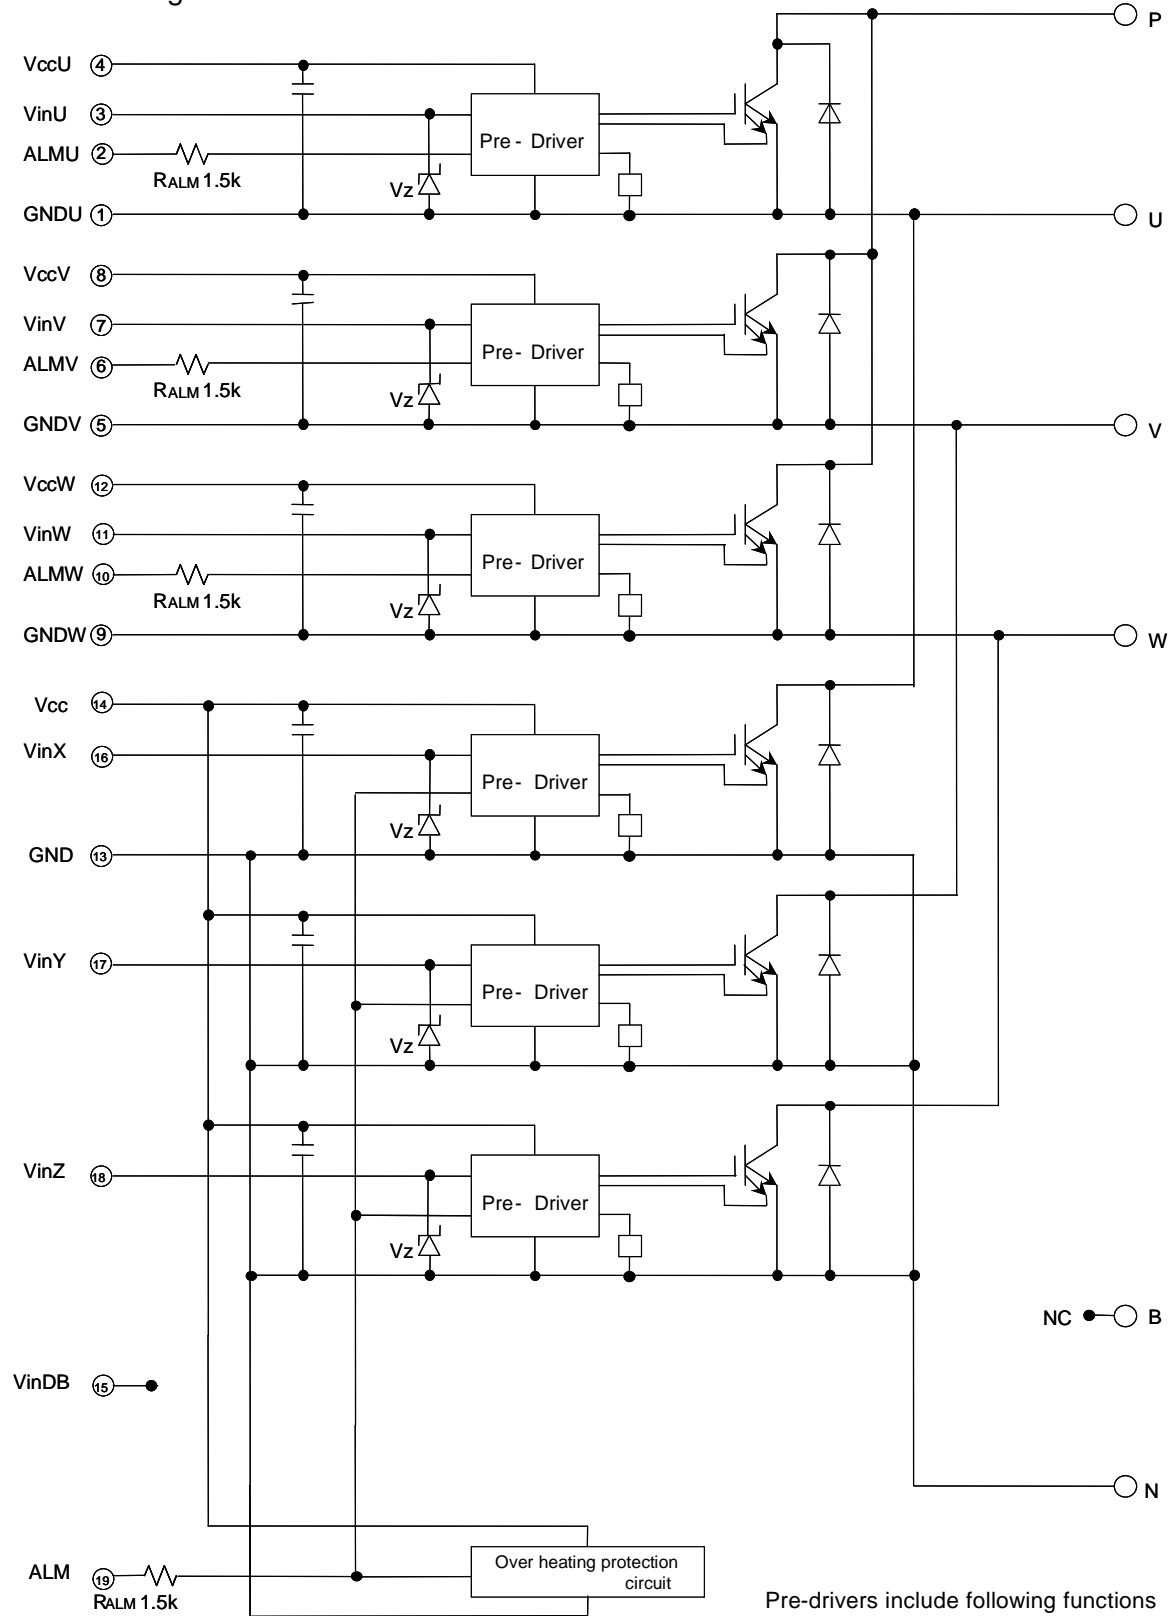 P
VccU 4
VinU 3
Pre - Driver
ALMU 2
RALM 1.5k
Vz
GNDU 1
U
VccV 8
VinV 7
Pre - Driver
ALMV 6
RALM 1.5k
Vz
GNDV 5
V
VccW 12
VinW 11
Pre - Driver
ALMW 10
RALM 1.5k
Vz
GNDW 9
W
Vcc 14
VinX 16
Pre - Driver
Vz
GND 13
VinY 17
Pre - Driver
Vz
VinZ 18
Pre - Driver
Vz
NC B
VinDB 15
N
Over heating protection
circuit
ALM 19
RALM 1.5k
Pre-drivers include following functions